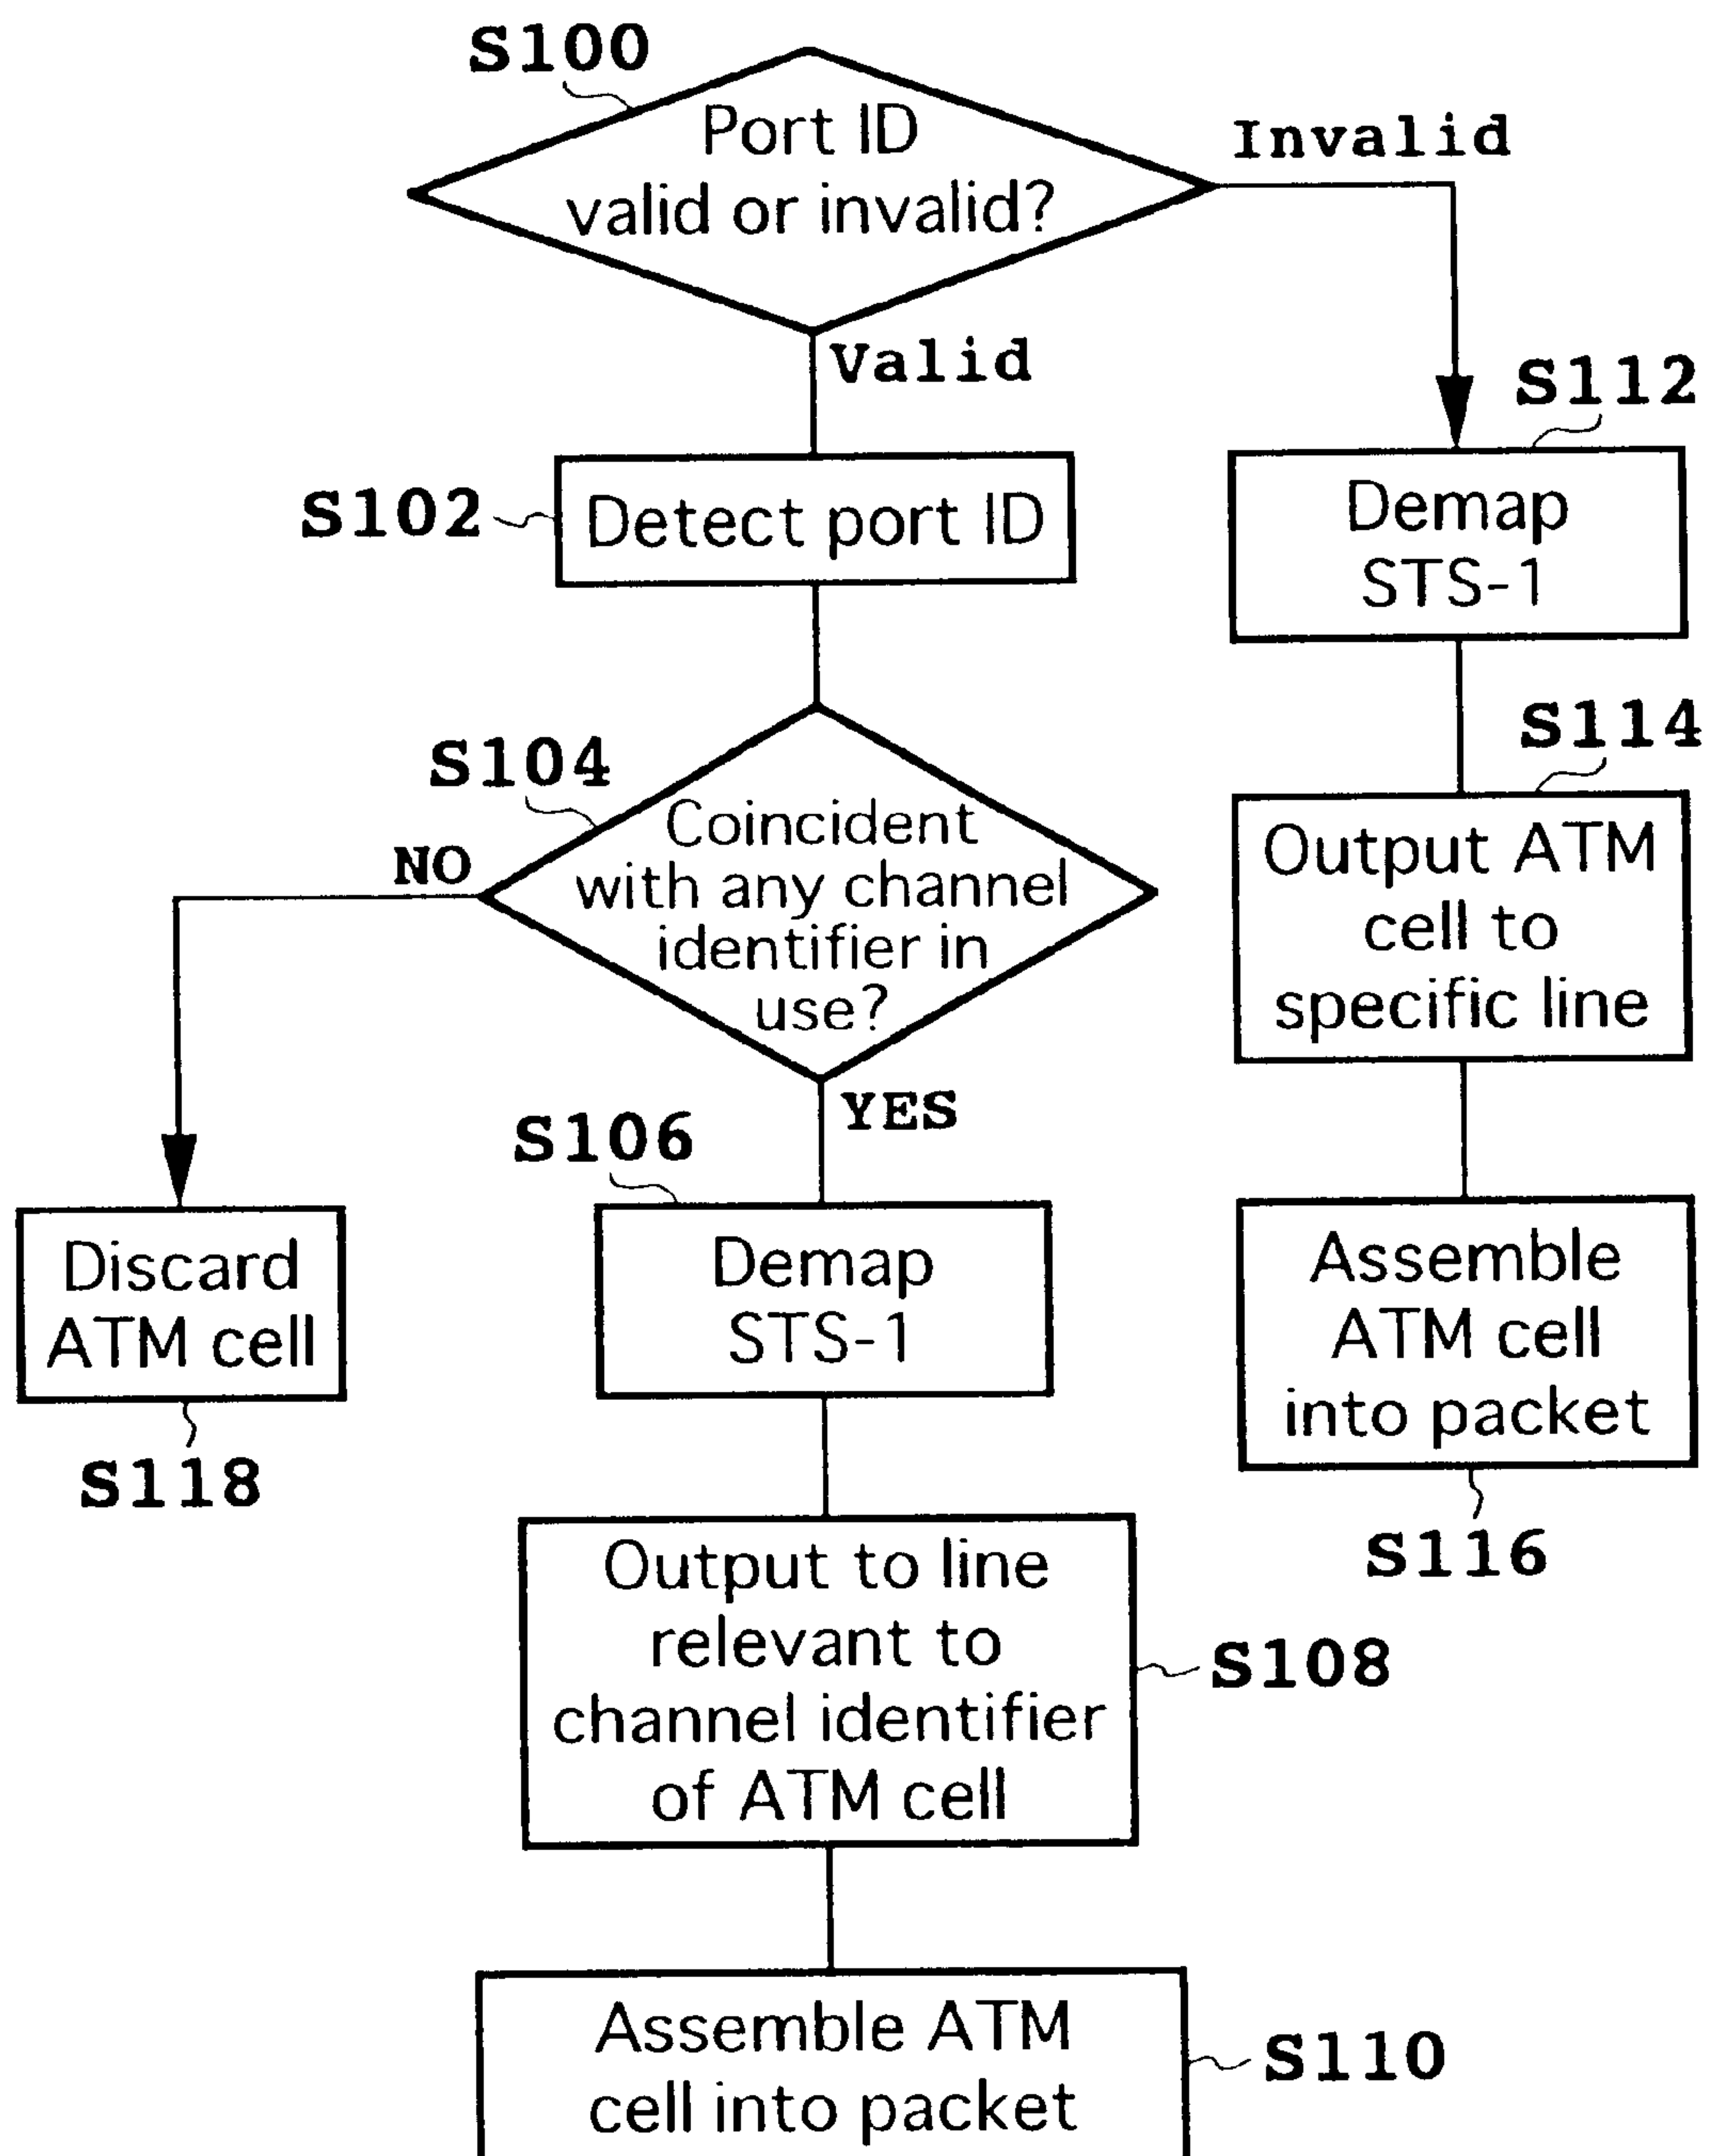 S100
Port ID
valid or invalid?
Invalid
Valid
S112
S102
Detect port ID
Demap
STS-1
S114
S104
NO
Coincident
with any channel
identifier in
use?
Output ATM
cell to
specific line
YES
S106
Discard
ATM cell
S118
Demap
STS-1
Assemble
ATM cell
into packet
S116
Output to line
relevant to
channel identifier
of ATM cell
S108
Assemble ATM
cell into packet
S110